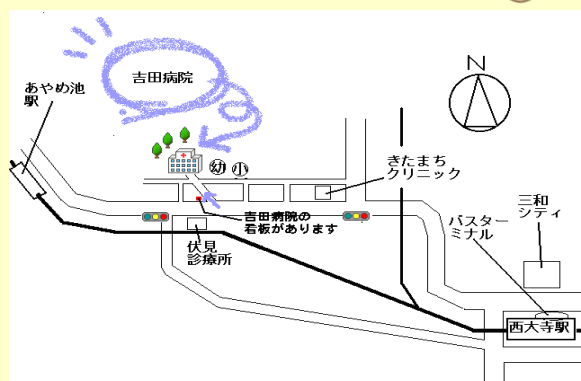 吉田病院
あやめ池
駅
N
きたまち
クリニック
幼 小
吉田病院の
看板があります
伏見
診療所
三和
シティ
バスター
ミナル
西大寺駅